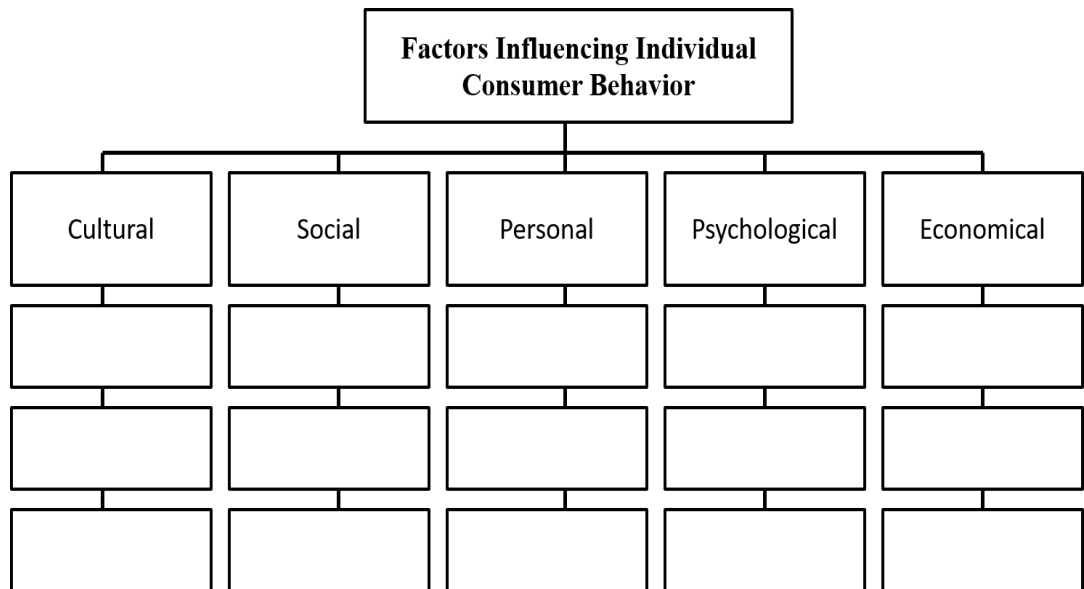 Factors Influencing Individual
Consumer Behavior
Cultural
Social
Personal
Psychological
Economical